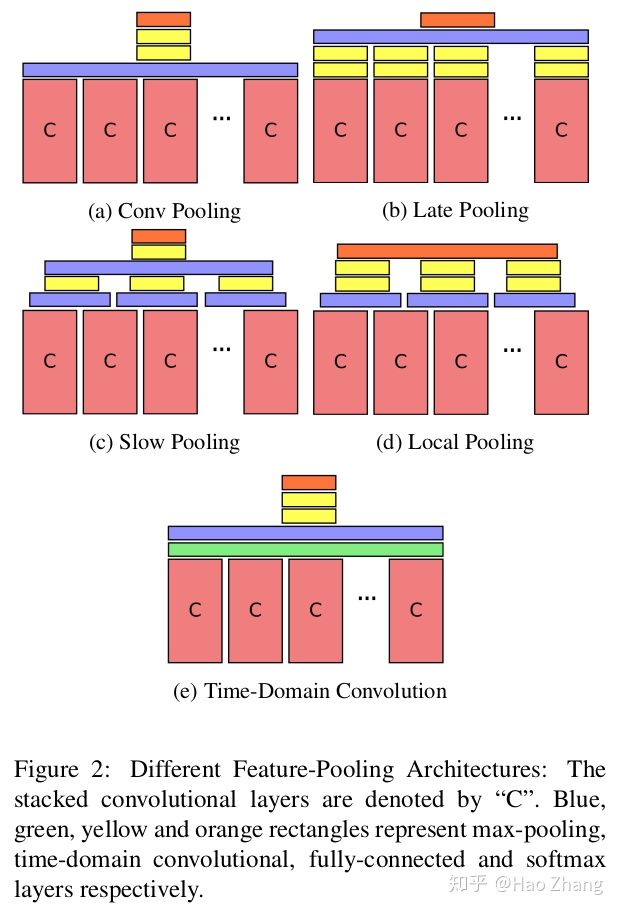 C C C ... C
(a) Conv Pooling
C C C ... C
(b) Late Pooling
C C C ... C
(c) Slow Pooling
C C C ... C
(d) Local Pooling
C C C ... C
(e) Time-Domain Convolution
Figure 2: Different Feature-Pooling Architectures: The
stacked convolutional layers are denoted by “C”. Blue,
green, yellow and orange rectangles represent max-pooling,
time-domain convolutional, fully-connected and softmax
layers respectively.
知乎 @Hao Zhang